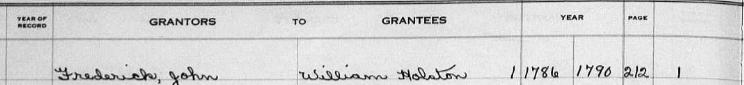 YEAR OF RECORD GRANTORS TO GRANTEES YEAR PAGE
Frederick, John William Holston 1 1786 1790 212 1